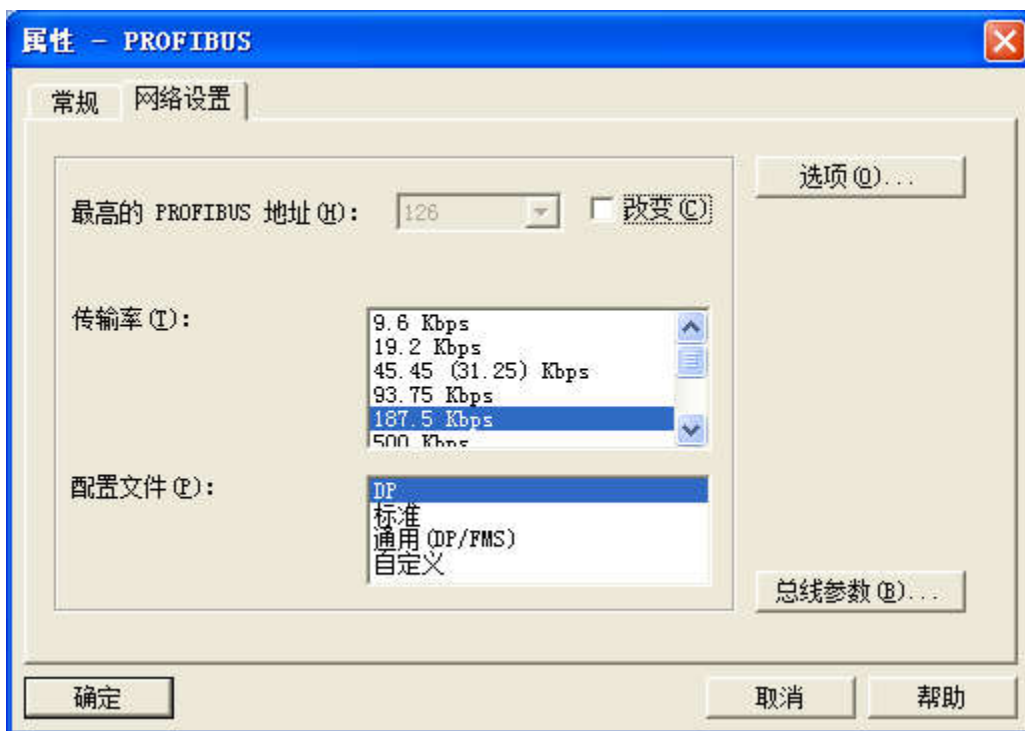 属性 - PROFIBUS
常规 网络设置
最高的 PROFIBUS 地址(H): 126 改变(C) 选项(O)...
传输率(T):
9.6 Kbps
19.2 Kbps
45.45 (31.25) Kbps
93.75 Kbps
187.5 Kbps
500 Kbps
配置文件(P):
DP
标准
通用(DP/FMS)
自定义
总线参数(B)...
确定 取消 帮助